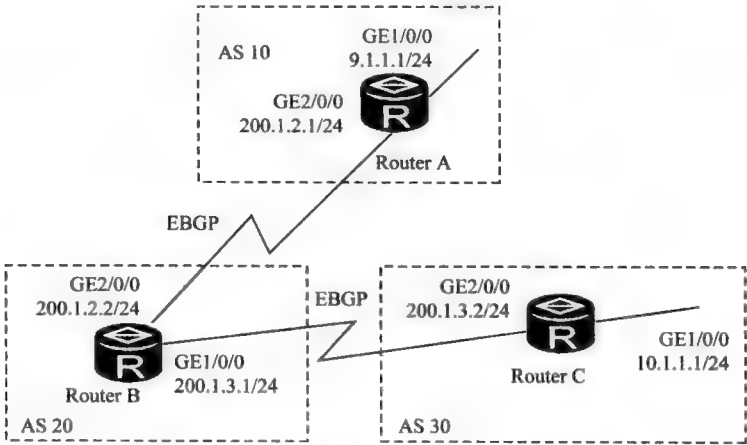 AS 10
GE1/0/0
9.1.1.1/24
GE2/0/0
200.1.2.1/24
R
Router A
EBGP
GE2/0/0
200.1.2.2/24
R
Router B
GE1/0/0
200.1.3.1/24
AS 20
EBGP
GE2/0/0
200.1.3.2/24
R
Router C
GE1/0/0
10.1.1.1/24
AS 30